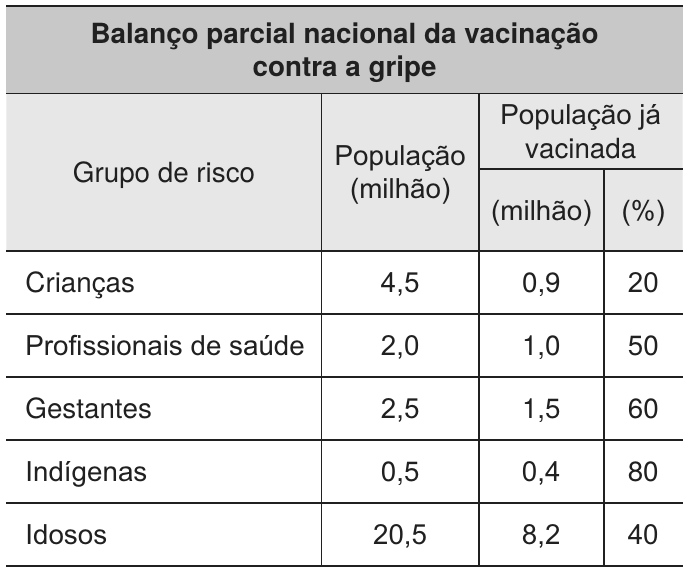 Balanço parcial nacional da vacinação
contra a gripe
Grupo de risco
População
(milhão)
População já
vacinada
(milhão) (%)
Crianças 4,5 0,9 20
Profissionais de saúde 2,0 1,0 50
Gestantes 2,5 1,5 60
Indígenas 0,5 0,4 80
Idosos 20,5 8,2 40